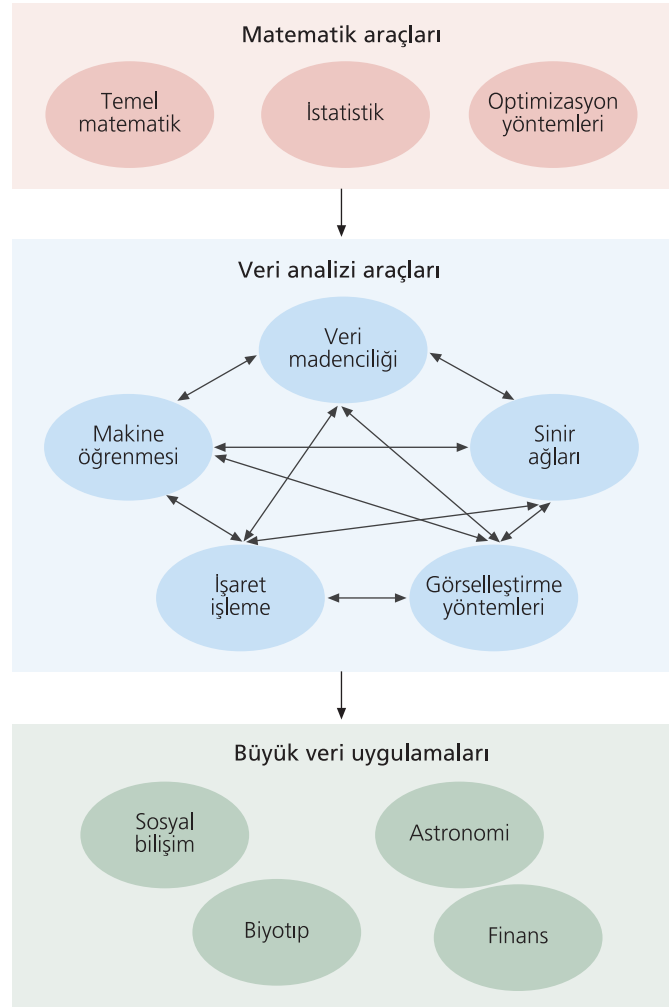 Matematik araçları
Temel
matematik
İstatistik
Optimizasyon
yöntemleri
Veri analizi araçları
Veri
madenciliği
Makine
öğrenmesi
Sinir
ağları
İşaret
işleme
Görselleştirme
yöntemleri
Büyük veri uygulamaları
Sosyal
bilişim
Astronomi
Biyotıp
Finans